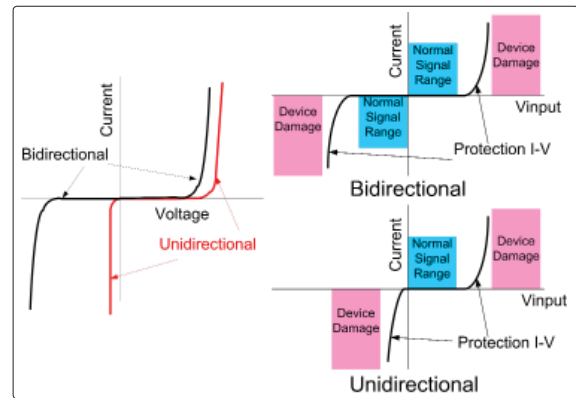 Current
Bidirectional
Voltage
Unidirectional
Current
Normal
Signal
Range
Device
Damage
Vinput
Device
Damage
Normal
Signal
Range
Protection I-V
Bidirectional
Current
Normal
Signal
Range
Device
Damage
Vinput
Device
Damage
Protection I-V
Unidirectional